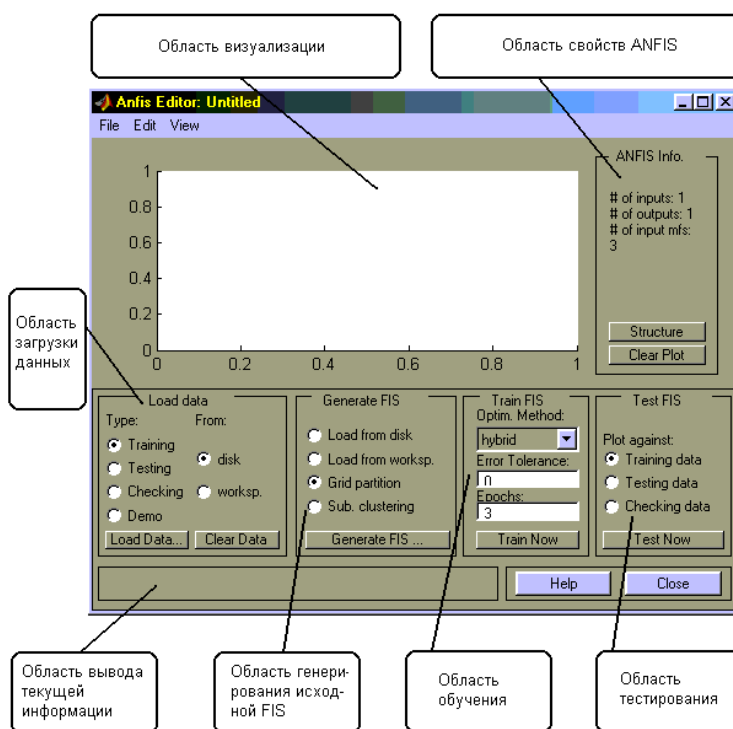 Область визуализации
Область свойств ANFIS
Anfis Editor: Untitled
File Edit View
ANFIS Info.
# of inputs: 1
# of outputs: 1
# of input mfs:
3
1
0.8
0.6
0.4
0.2
0
0 0.2 0.4 0.6 0.8 1
Structure
Clear Plot
Область
загрузки
данных
Load data
Type: From:
Training
Testing
Checking
Demo
disk
worksp.
Load Data... Clear Data
Generate FIS
Load from disk
Load from worksp.
Grid partition
Sub. clustering
Generate FIS ...
Train FIS
Optim. Method:
hybrid
Error Tolerance:
0
Epochs:
3
Train Now
Test FIS
Plot against:
Training data
Testing data
Checking data
Test Now
Help Close
Область вывода
текущей
информации
Область генери-
рования исход-
ной FIS
Область
обучения
Область
тестирования